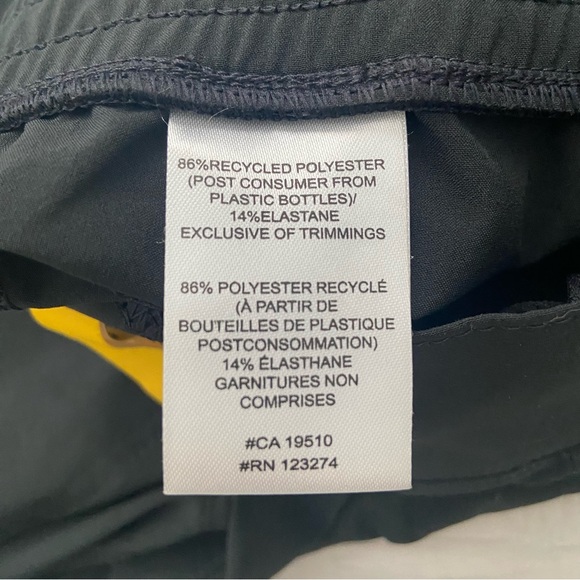 86%RECYCLED POLYESTER
(POST CONSUMER FROM
PLASTIC BOTTLES)/
14%ELASTANE
EXCLUSIVE OF TRIMMINGS
86% POLYESTER RECYCLÉ
(À PARTIR DE
BOUTEILLES DE PLASTIQUE
POSTCONSOMMATION)
14% ÉLASTHANE
GARNITURES NON
COMPRISES
#CA 19510
#RN 123274